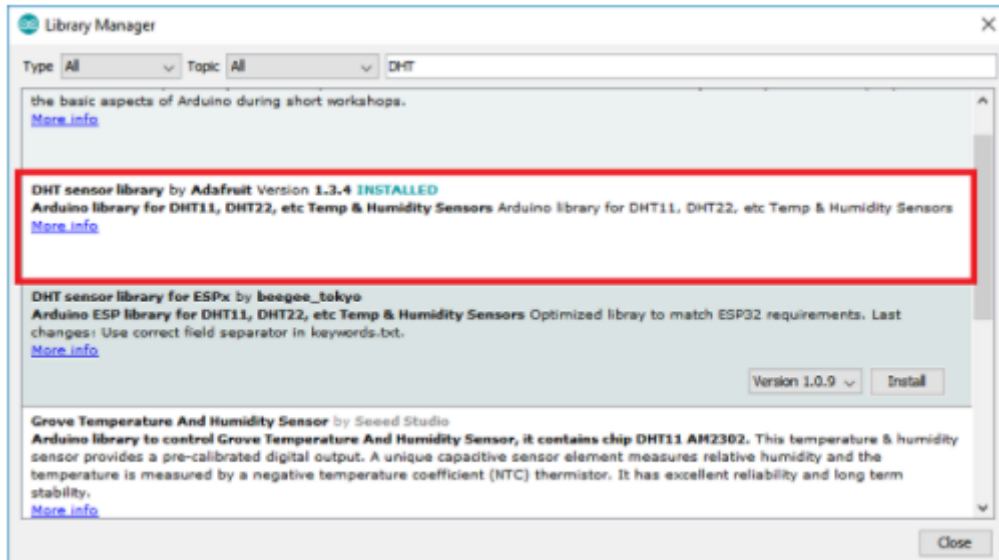 Library Manager
Type All Topic All DHT
the basic aspects of Arduino during short workshops.
More info
DHT sensor library by Adafruit Version 1.3.4 INSTALLED
Arduino library for DHT11, DHT22, etc Temp & Humidity Sensors Arduino library for DHT11, DHT22, etc Temp & Humidity Sensors
More info
DHT sensor library for ESPx by beegee_tokyo
Arduino ESP library for DHT11, DHT22, etc Temp & Humidity Sensors Optimized libray to match ESP32 requirements. Last
changes: Use correct field separator in keywords.txt.
More info
Version 1.0.9 Install
Grove Temperature And Humidity Sensor by Seeed Studio
Arduino library to control Grove Temperature And Humidity Sensor, it contains chip DHT11 AM2302. This temperature & humidity
sensor provides a pre-calibrated digital output. A unique capacitive sensor element measures relative humidity and the
temperature is measured by a negative temperature coefficient (NTC) thermistor. It has excellent reliability and long term
stability.
More info
Close